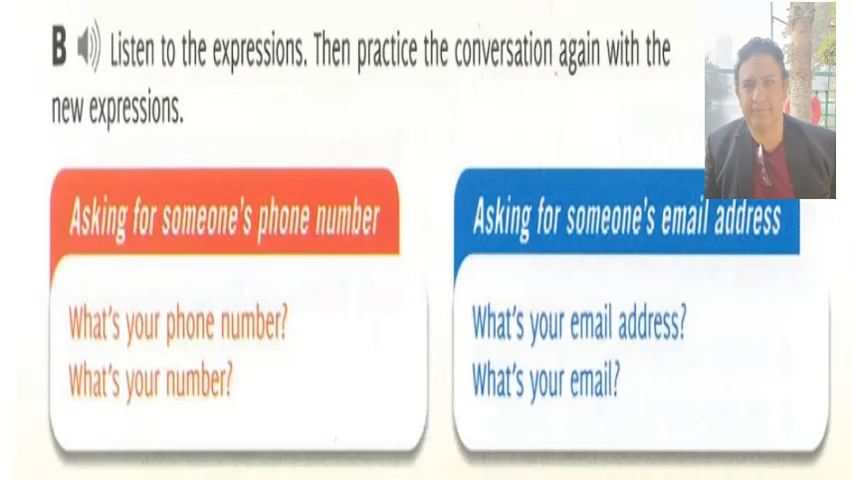 B Listen to the expressions. Then practice the conversation again with the
new expressions.
Asking for someone's phone number
What's your phone number?
What's your number?
Asking for someone's email address
What's your email address?
What's your email?